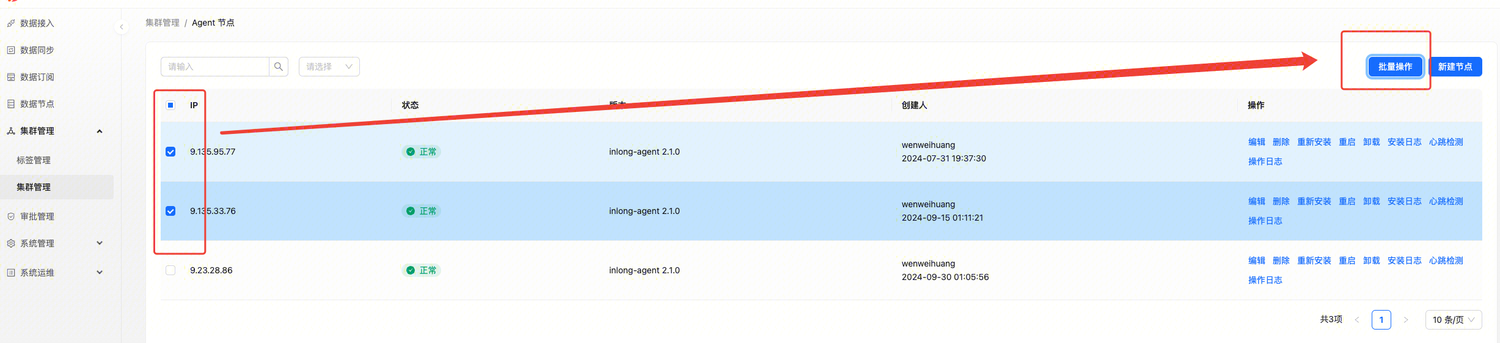 数据接入
数据同步
数据订阅
数据节点
集群管理
标签管理
集群管理
审批管理
系统管理
系统运维
集群管理 / Agent 节点
请输入
请选择
批量操作
新建节点
IP 状态 版本 创建人 操作
9.135.95.77 正常 inlong-agent 2.1.0 wenweihuang
2024-07-31 19:37:30
编辑 删除 重新安装 重启 卸载 安装日志 心跳检测
操作日志
9.135.33.76 正常 inlong-agent 2.1.0 wenweihuang
2024-09-15 01:11:21
编辑 删除 重新安装 重启 卸载 安装日志 心跳检测
操作日志
9.23.28.86 正常 inlong-agent 2.1.0 wenweihuang
2024-09-30 01:05:56
编辑 删除 重新安装 重启 卸载 安装日志 心跳检测
操作日志
共3项 1 10 条/页